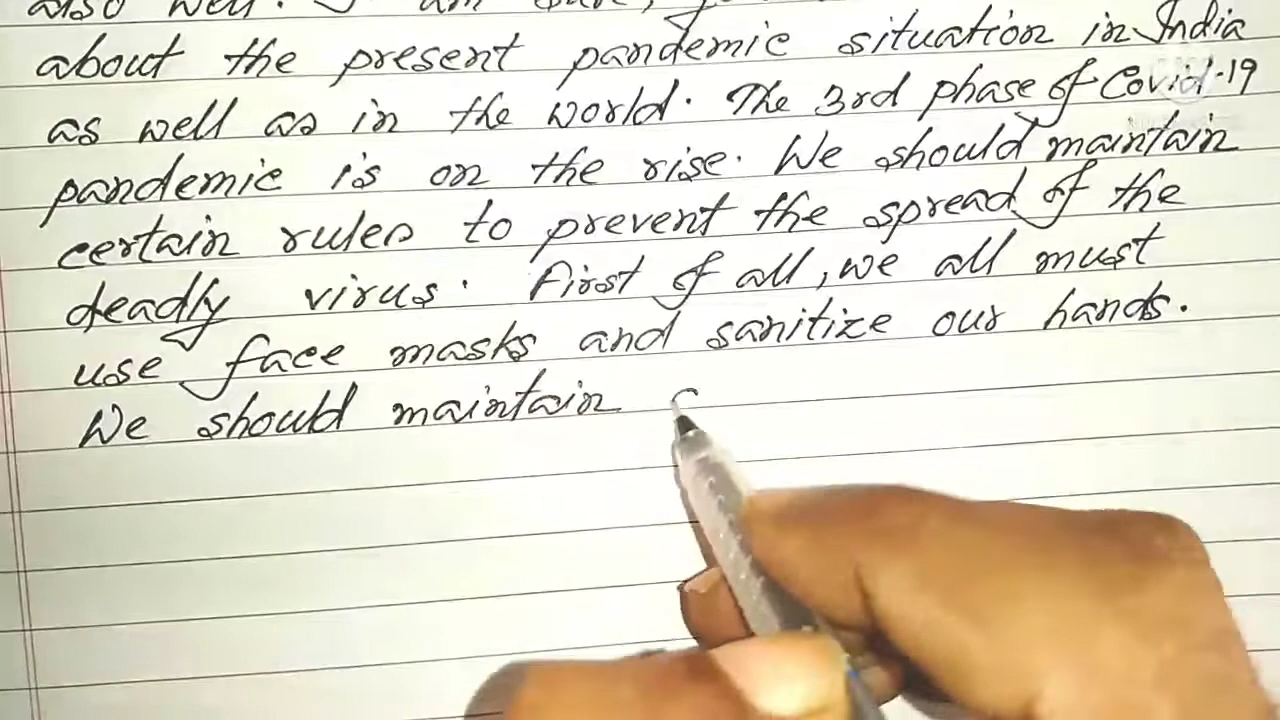 also well. I am
about the present pandemic situation in India
as well as in the world. The 3rd phase of Covid-19
pandemic is on the rise. We should maintain
certain rules to prevent the spread of the
deadly virus. First of all, we all must
use face masks and sanitize our hands.
We should maintain